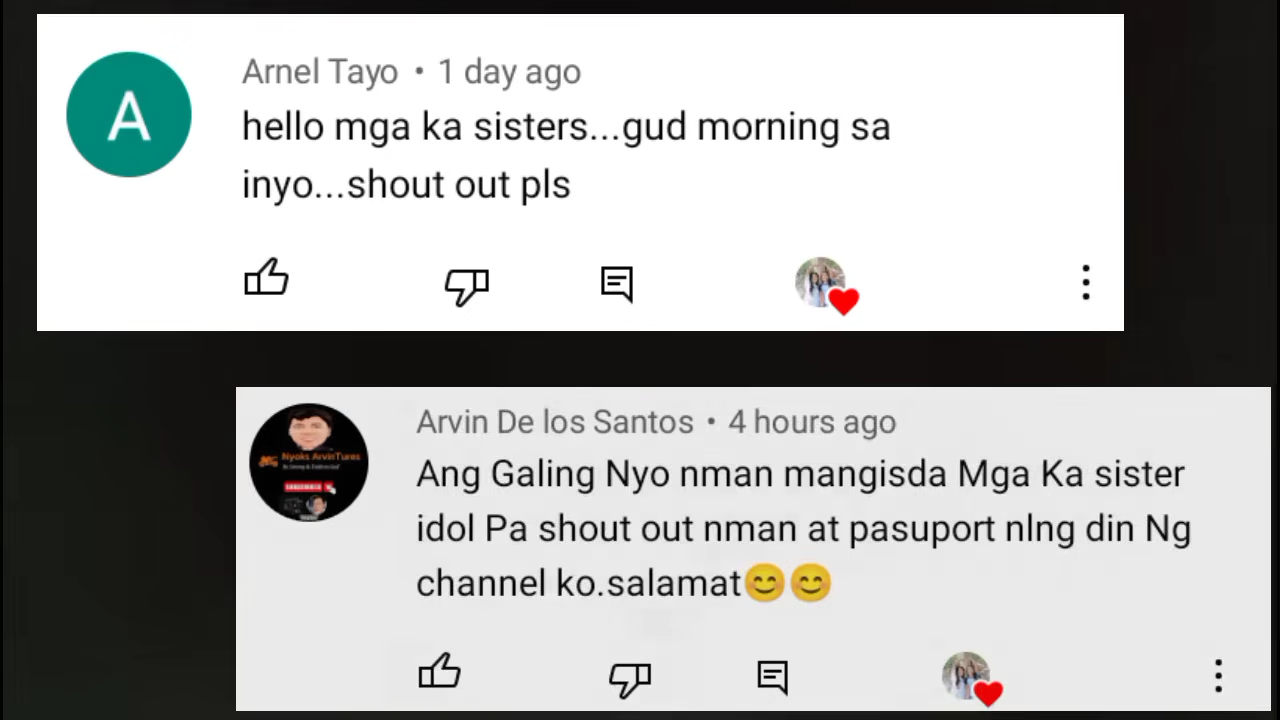 A
Arnel Tayo • 1 day ago
hello mga ka sisters...gud morning sa
inyo...shout out pls
Arvin De los Santos • 4 hours ago
Nyoks ArvinTures
Ang Galing Nyo nman mangisda Mga Ka sister
idol Pa shout out nman at pasuport nlng din Ng
channel ko.salamat😊😊